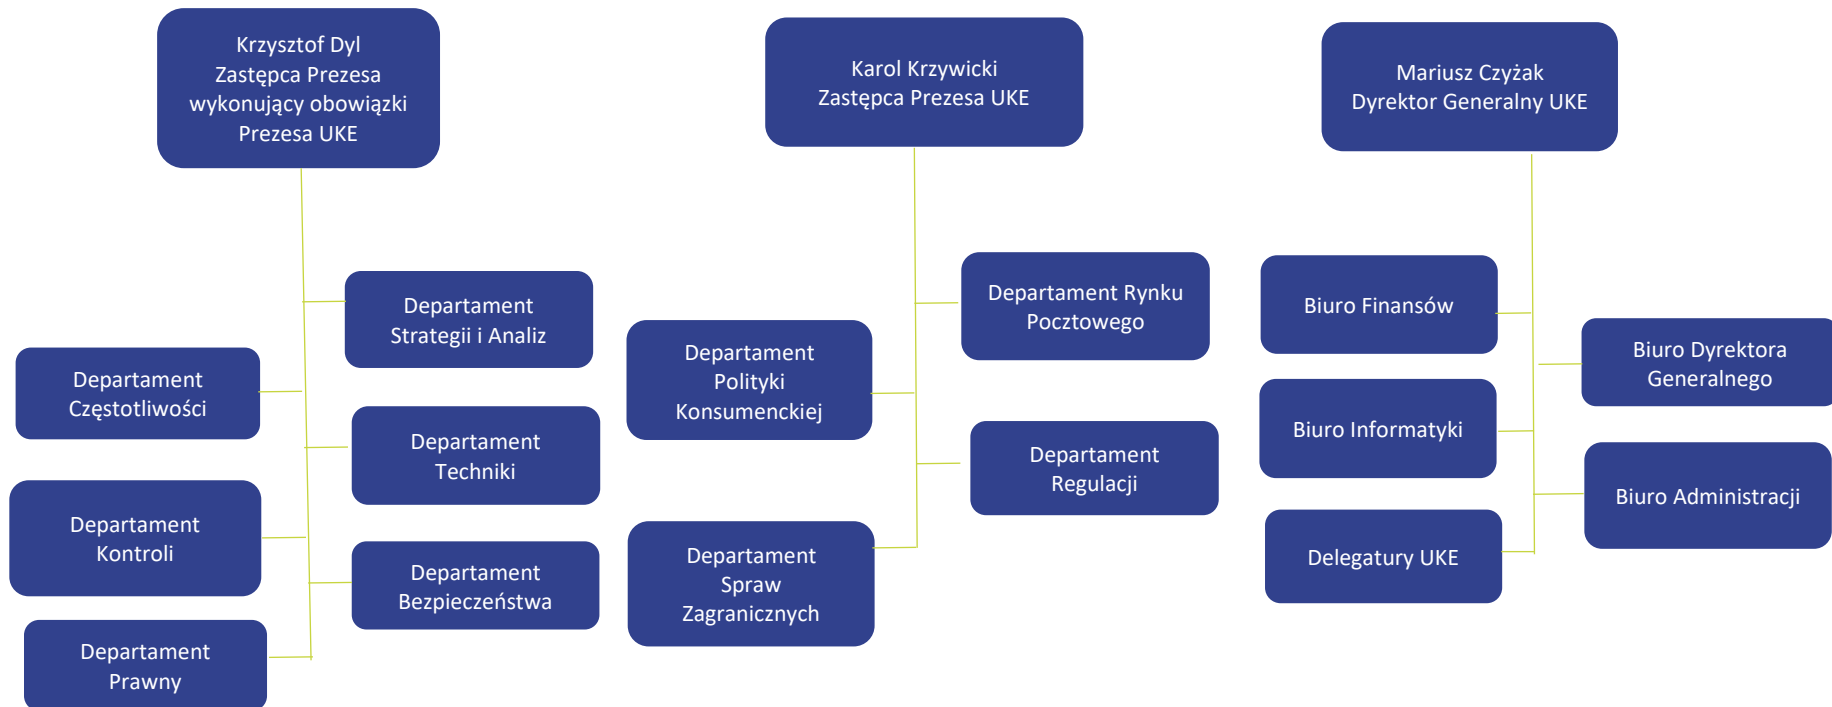 Krzysztof Dyl
Zastępca Prezesa
wykonujący obowiązki
Prezesa UKE
Karol Krzywicki
Zastępca Prezesa UKE
Mariusz Czyżak
Dyrektor Generalny UKE
Departament
Strategii i Analiz
Departament
Częstotliwości
Departament
Techniki
Departament
Kontroli
Departament
Bezpieczeństwa
Departament
Prawny
Departament Rynku
Pocztowego
Departament
Polityki
Konsumenckiej
Departament
Regulacji
Departament
Spraw
Zagranicznych
Biuro Finansów
Biuro Dyrektora
Generalnego
Biuro Informatyki
Biuro Administracji
Delegatury UKE